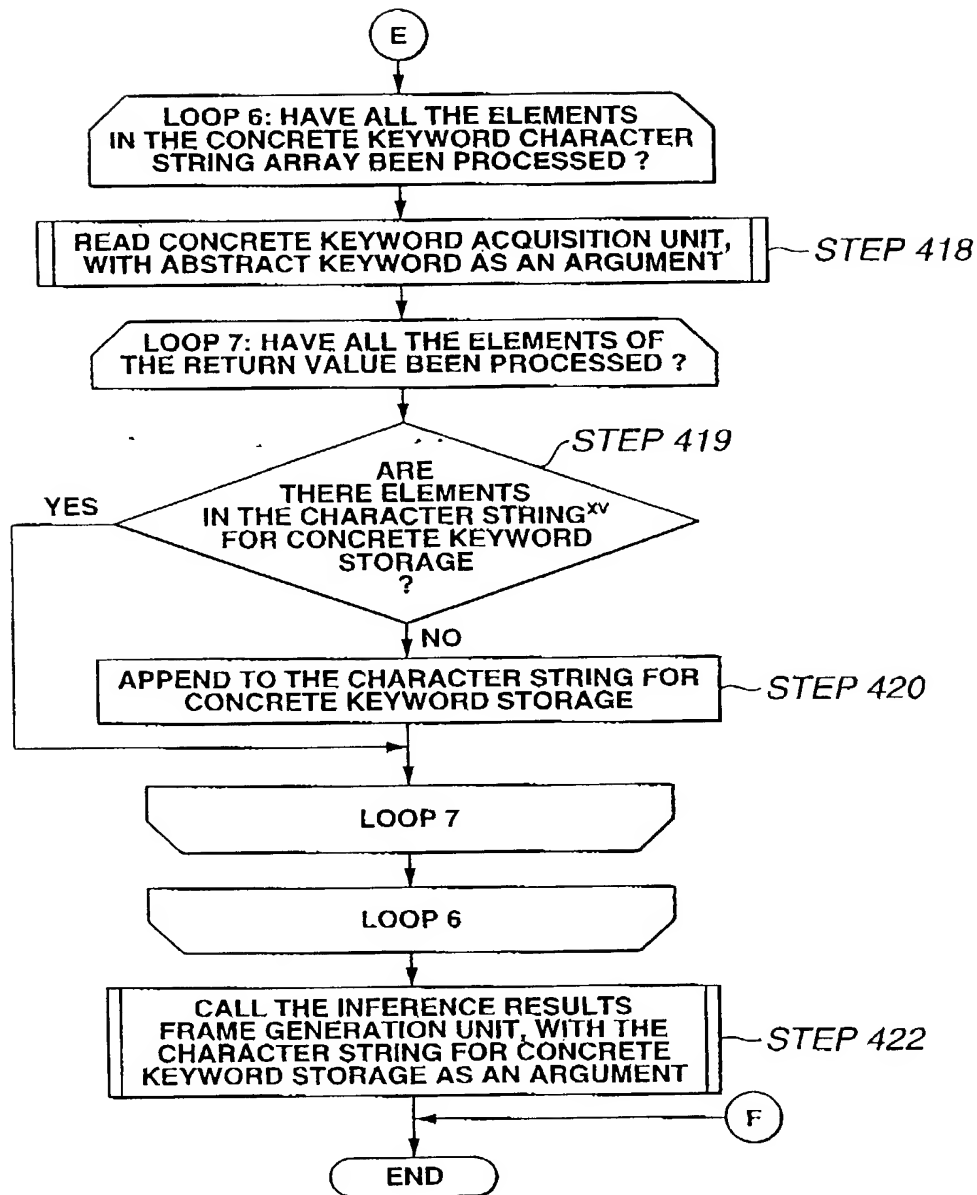 E
LOOP 6: HAVE ALL THE ELEMENTS
IN THE CONCRETE KEYWORD CHARACTER
STRING ARRAY BEEN PROCESSED ?
READ CONCRETE KEYWORD ACQUISITION UNIT,
WITH ABSTRACT KEYWORD AS AN ARGUMENT
STEP 418
LOOP 7: HAVE ALL THE ELEMENTS OF
THE RETURN VALUE BEEN PROCESSED ?
STEP 419
ARE
THERE ELEMENTS
IN THE CHARACTER STRINGxv
FOR CONCRETE KEYWORD
STORAGE
?
YES
NO
APPEND TO THE CHARACTER STRING FOR
CONCRETE KEYWORD STORAGE
STEP 420
LOOP 7
LOOP 6
CALL THE INFERENCE RESULTS
FRAME GENERATION UNIT, WITH THE
CHARACTER STRING FOR CONCRETE
KEYWORD STORAGE AS AN ARGUMENT
STEP 422
F
END